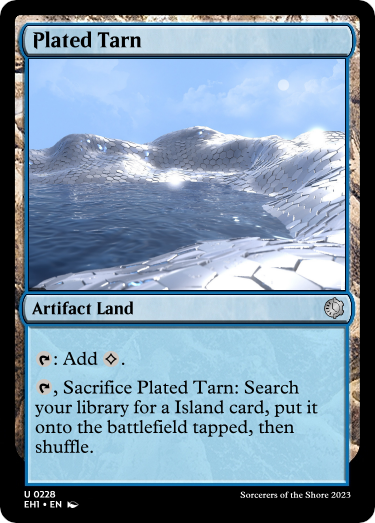 Plated Tarn
Artifact Land
: Add .
, Sacrifice Plated Tarn: Search
your library for a Island card, put it
onto the battlefield tapped, then
shuffle.
U 0228
EH1 • EN
Sorcerers of the Shore 2023